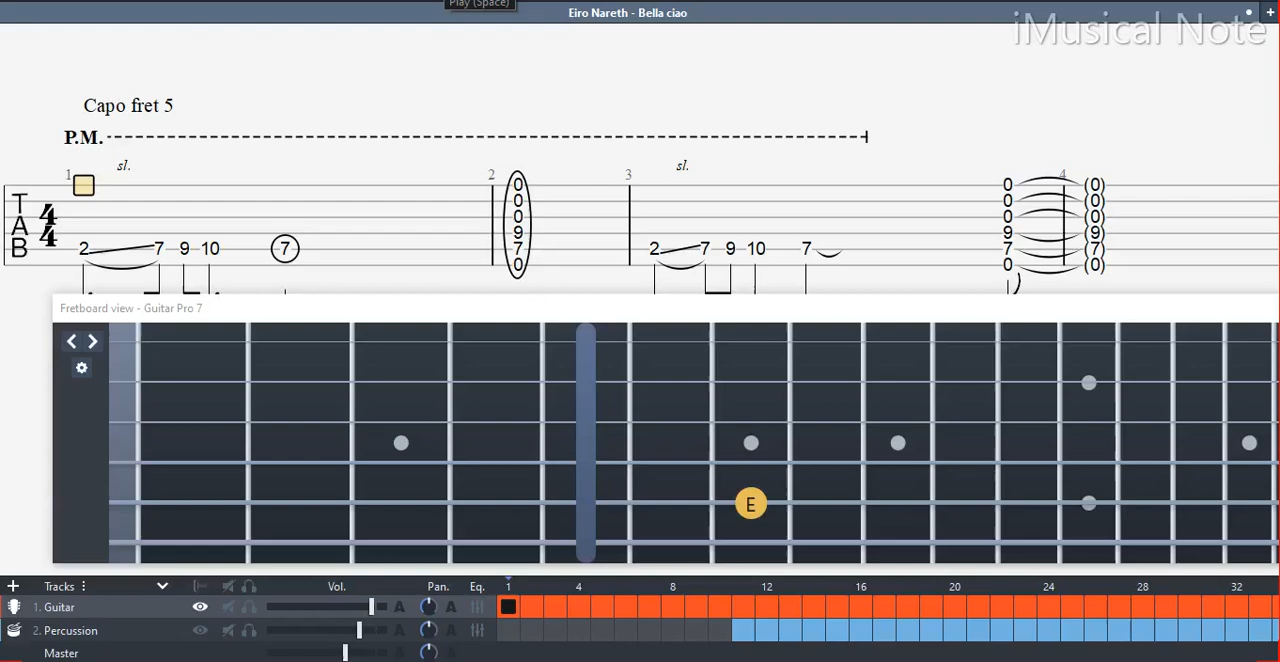 Play (Space)
Eiro Nareth - Bella ciao
iMusical Note
Capo fret 5
P.M.
sl. sl.
1 2 3 4
T A B
4 4
2 7 9 10 7
0 0 0 9 7 0
2 7 9 10 7
0 0 0 9 7 0
(0) (0) (0) (9) (7) (0)
Fretboard view - Guitar Pro 7
E
Tracks Vol. Pan. Eq. 1 4 8 12 16 20 24 28 32
1. Guitar A A
2. Percussion A A
Master